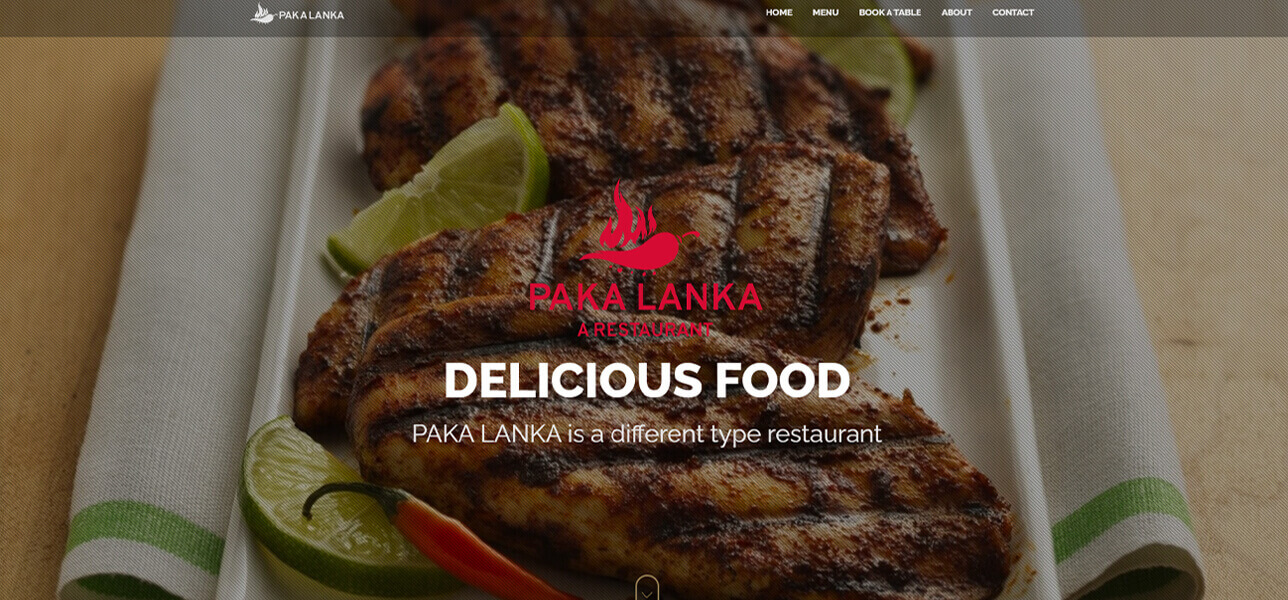 PAKA LANKA
HOME MENU BOOK A TABLE ABOUT CONTACT
PAKA LANKA
A RESTAURANT
DELICIOUS FOOD
PAKA LANKA is a different type restaurant